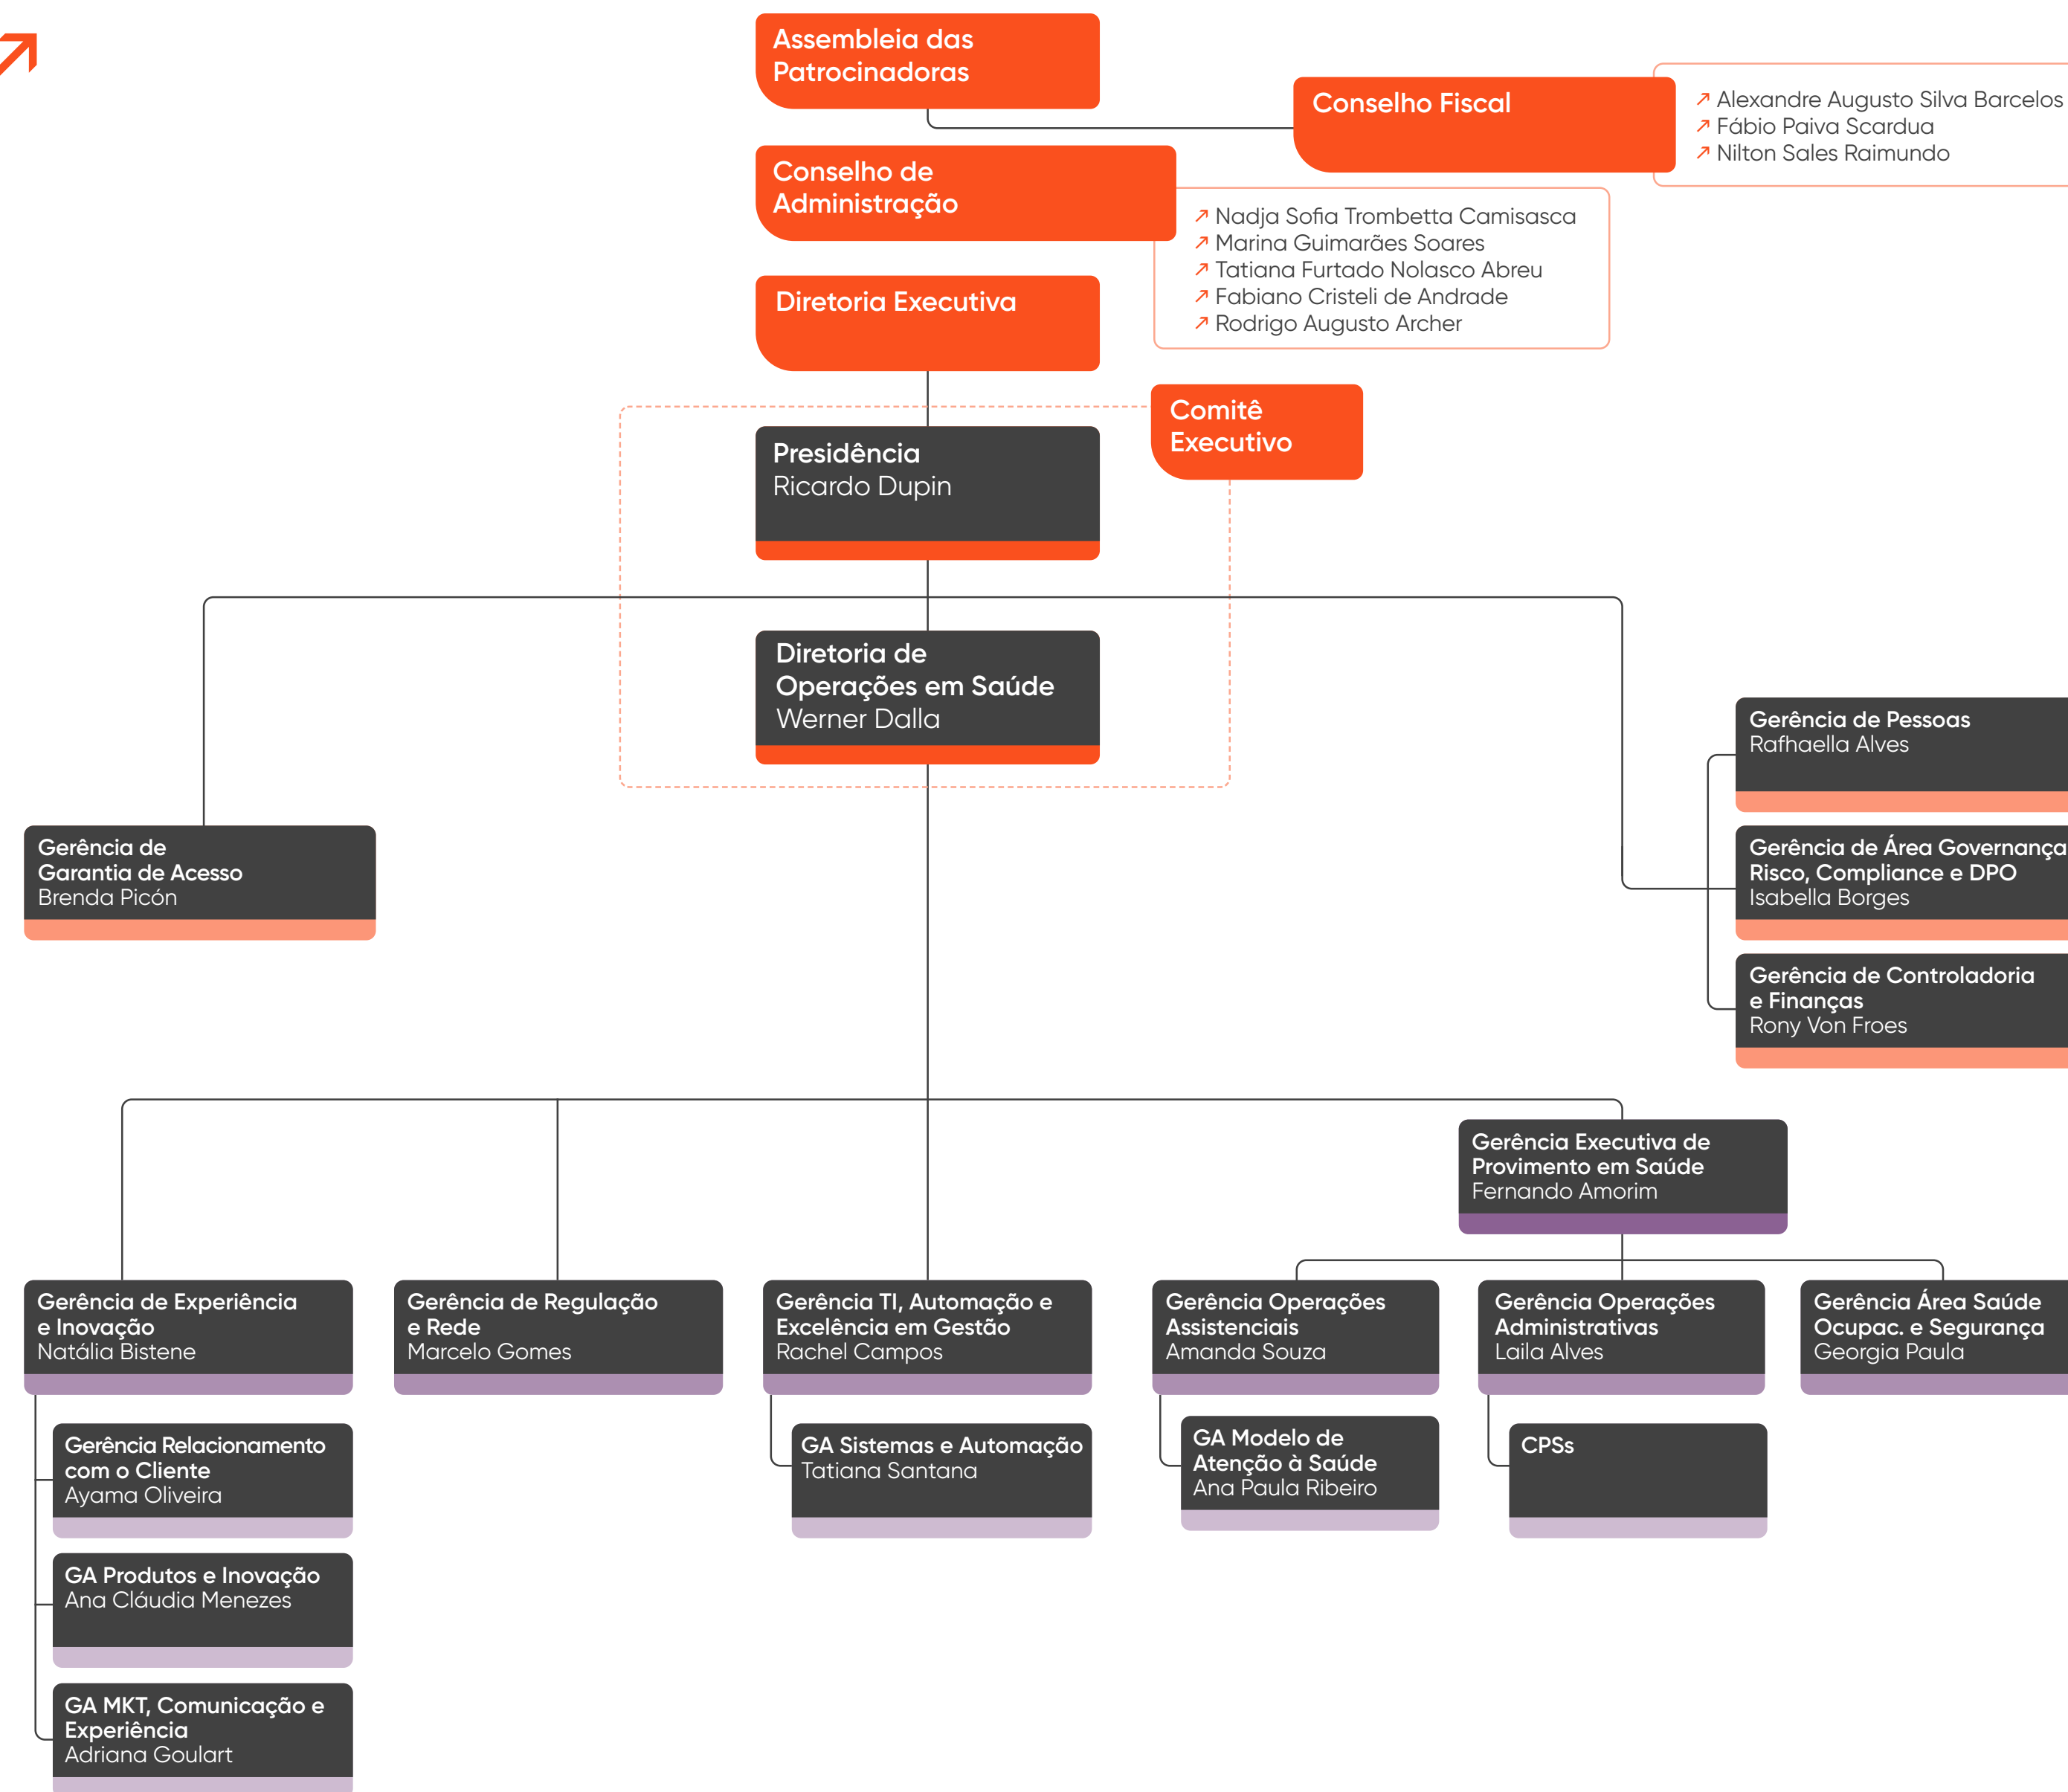 Assembleia das
Patrocinadoras
Conselho Fiscal
Alexandre Augusto Silva Barcelos
Fábio Paiva Scardua
Nilton Sales Raimundo
Conselho de
Administração
Nadja Sofia Trombetta Camisasca
Marina Guimarães Soares
Tatiana Furtado Nolasco Abreu
Fabiano Cristeli de Andrade
Rodrigo Augusto Archer
Diretoria Executiva
Comitê
Executivo
Presidência
Ricardo Dupin
Diretoria de
Operações em Saúde
Werner Dalla
Gerência de Pessoas
Rafhaella Alves
Gerência de
Garantia de Acesso
Brenda Picón
Gerência de Área Governança
Risco, Compliance e DPO
Isabella Borges
Gerência de Controladoria
e Finanças
Rony Von Froes
Gerência Executiva de
Provimento em Saúde
Fernando Amorim
Gerência de Experiência
e Inovação
Natália Bistene
Gerência de Regulação
e Rede
Marcelo Gomes
Gerência TI, Automação e
Excelência em Gestão
Rachel Campos
Gerência Operações
Assistenciais
Amanda Souza
Gerência Operações
Administrativas
Laila Alves
Gerência Área Saúde
Ocupac. e Segurança
Georgia Paula
Gerência Relacionamento
com o Cliente
Ayama Oliveira
GA Sistemas e Automação
Tatiana Santana
GA Modelo de
Atenção à Saúde
Ana Paula Ribeiro
CPSs
GA Produtos e Inovação
Ana Cláudia Menezes
GA MKT, Comunicação e
Experiência
Adriana Goulart